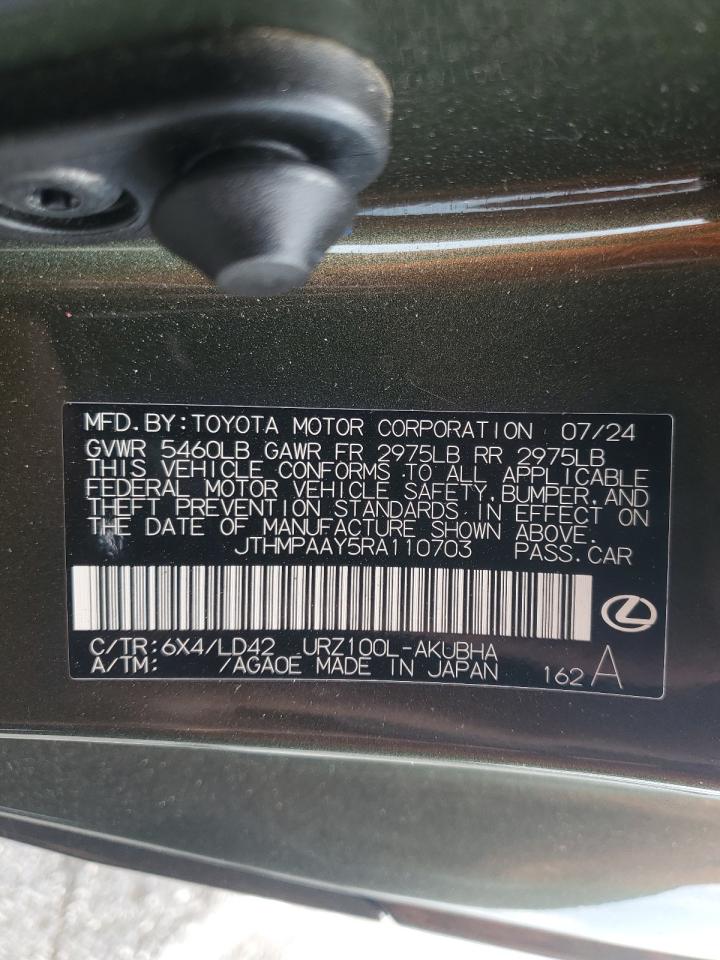 MFD.BY:TOYOTA MOTOR CORPORATION 07/24
GVWR 5460LB GAWR FR 2975LB RR 2975LB
THIS VEHICLE CONFORMS TO ALL APPLICABLE
FEDERAL MOTOR VEHICLE SAFETY,BUMPER,AND
THEFT PREVENTION STANDARDS IN EFFECT ON
THE DATE OF MANUFACTURE SHOWN ABOVE.
JTHMPAAY5RA110703 PASS.CAR
C/TR:6X4/LD42 URZ100L-AKUBHA
A/TM: /AGAOE MADE IN JAPAN 162 A